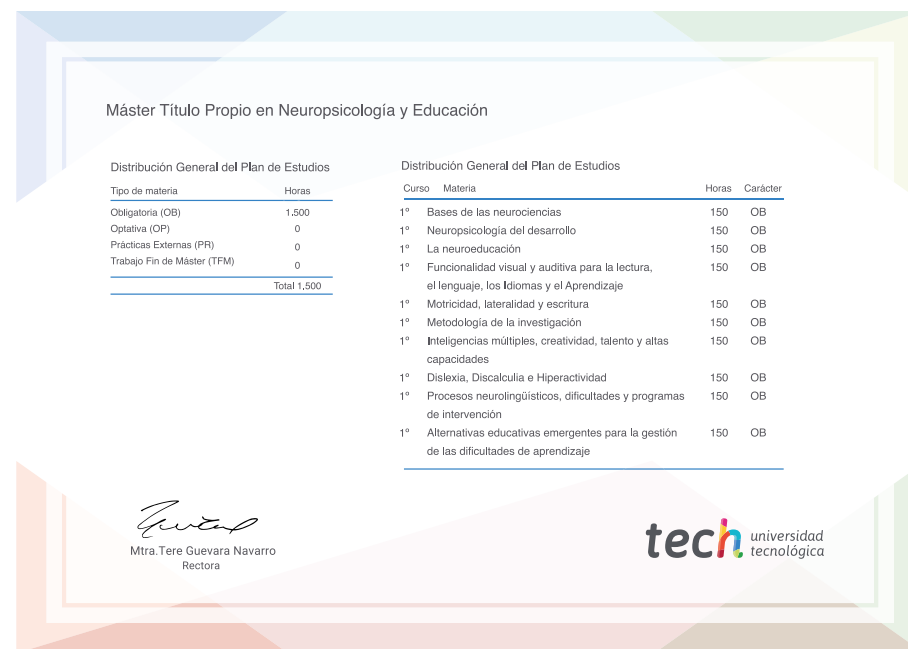 Máster Título Propio en Neuropsicología y Educación
Distribución General del Plan de Estudios
Tipo de materia Horas
Obligatoria (OB) 1.500
Optativa (OP) 0
Prácticas Externas (PR) 0
Trabajo Fin de Máster (TFM) 0
Total 1,500
Distribución General del Plan de Estudios
Curso Materia Horas Carácter
1º Bases de las neurociencias 150 OB
1º Neuropsicología del desarrollo 150 OB
1º La neuroeducación 150 OB
1º Funcionalidad visual y auditiva para la lectura, 150 OB
el lenguaje, los Idiomas y el Aprendizaje
1º Motricidad, lateralidad y escritura 150 OB
1º Metodología de la investigación 150 OB
1º Inteligencias múltiples, creatividad, talento y altas 150 OB
capacidades
1º Dislexia, Discalculia e Hiperactividad 150 OB
1º Procesos neurolingüísticos, dificultades y programas 150 OB
de intervención
1º Alternativas educativas emergentes para la gestión 150 OB
de las dificultades de aprendizaje
Mtra.Tere Guevara Navarro
Rectora
tech universidad
tecnológica